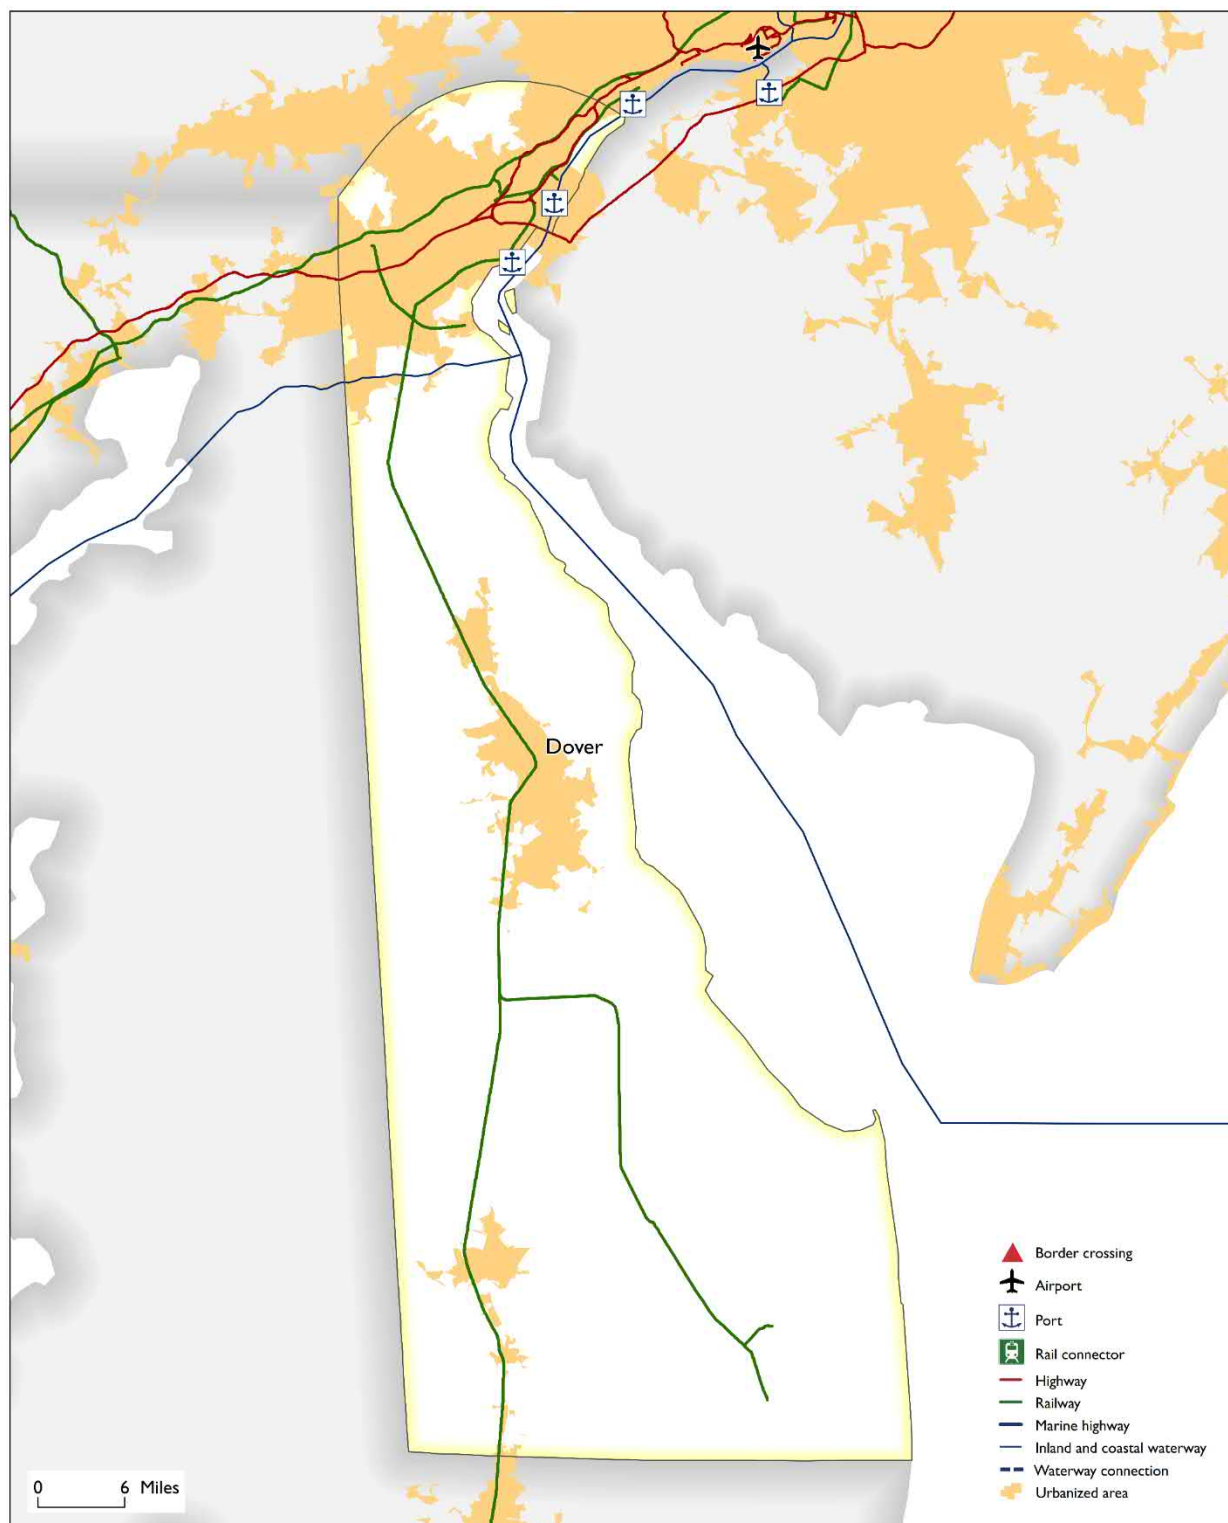 Dover
Border crossing
Airport
Port
Rail connector
Highway
Railway
Marine highway
Inland and coastal waterway
Waterway connection
Urbanized area
0 6 Miles